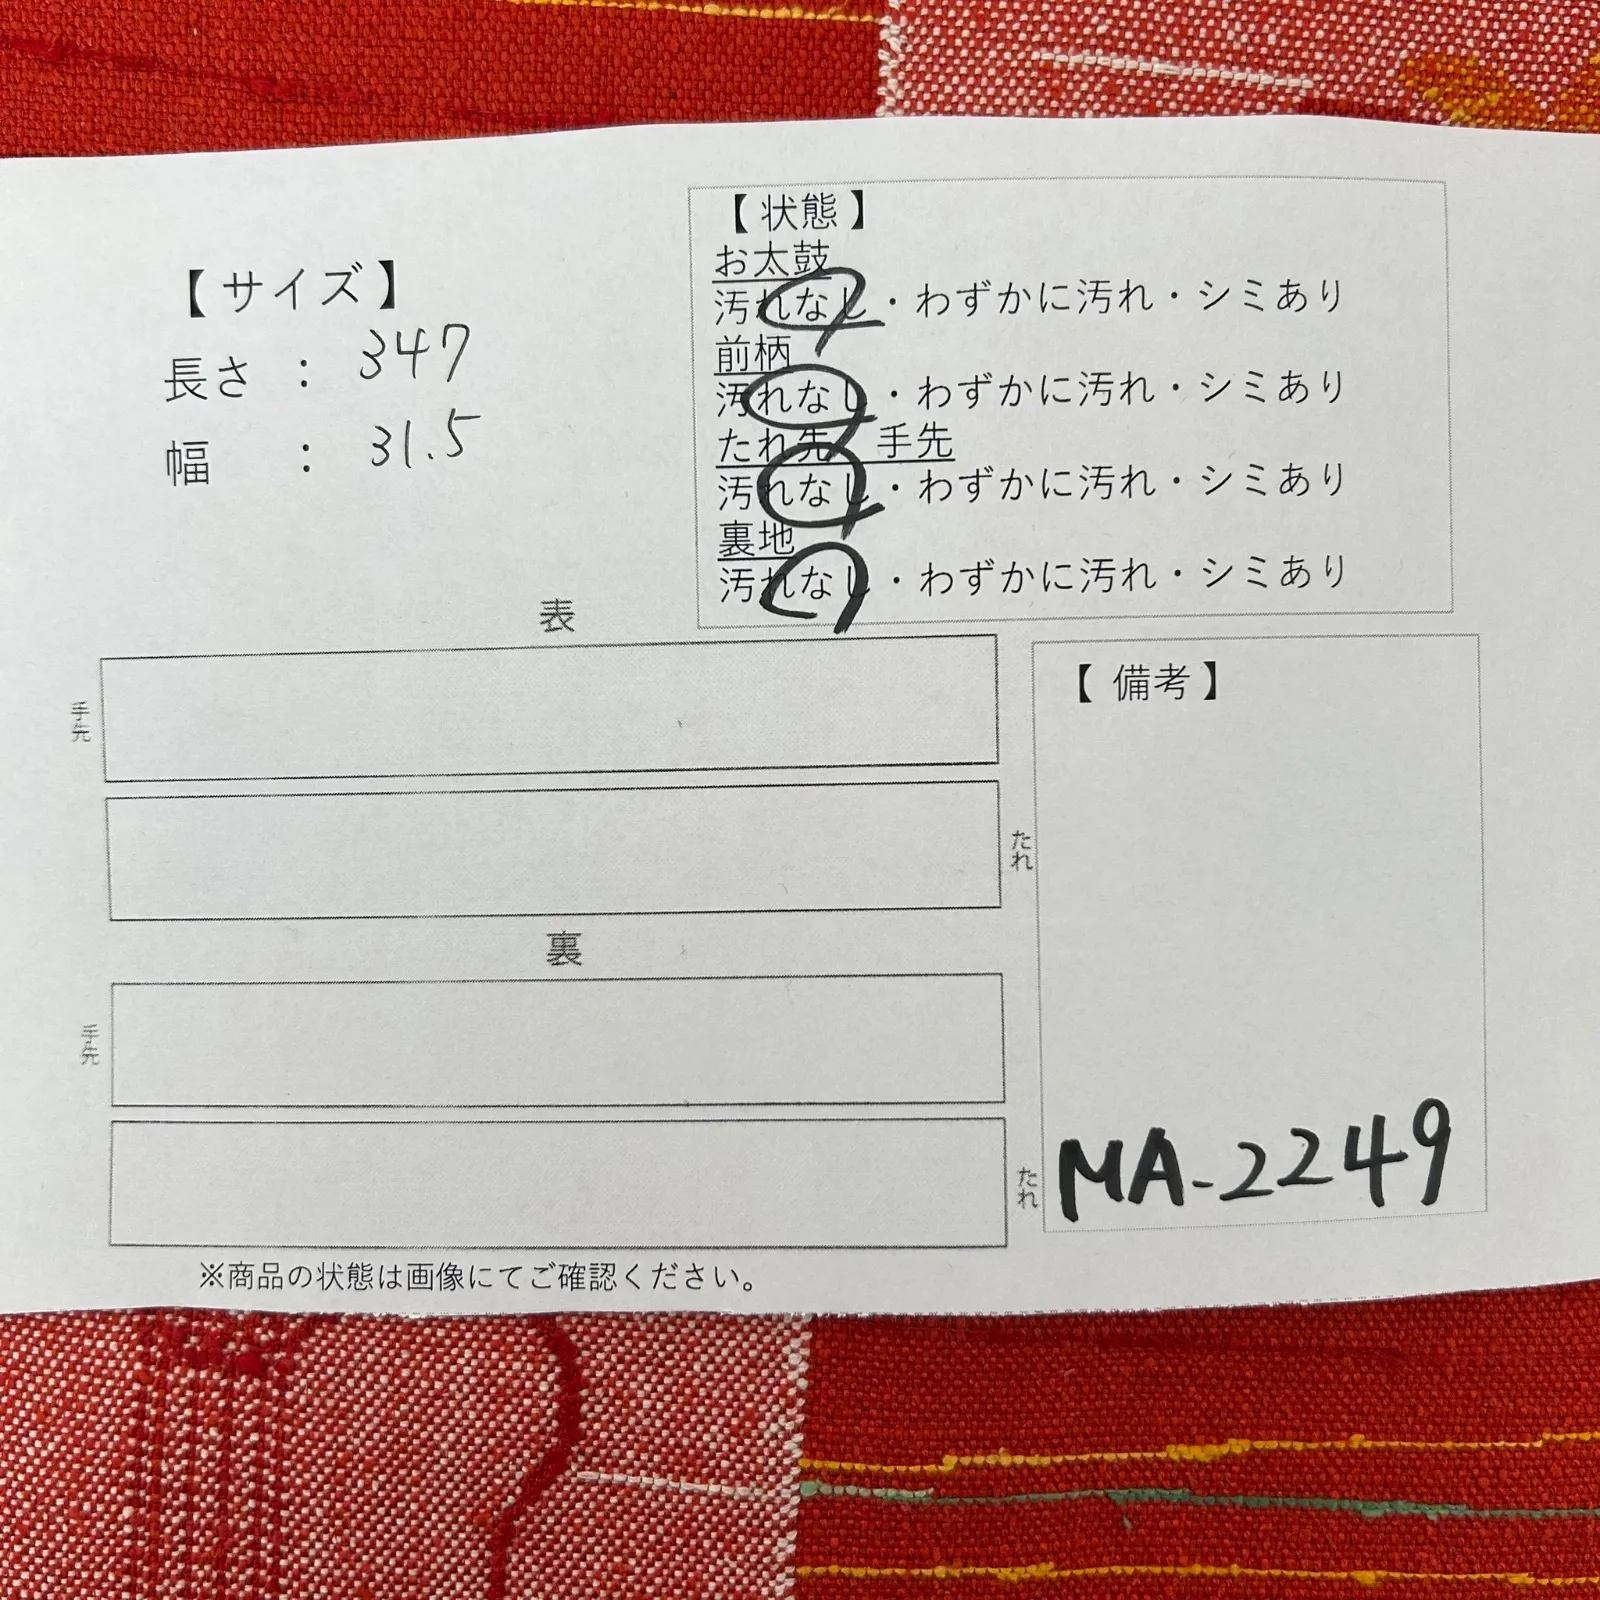 【サイズ】
長さ : 347
幅 : 31.5
【状態】
お太鼓
汚れなし・わずかに汚れ・シミあり
前柄
汚れなし・わずかに汚れ・シミあり
たれ先 手先
汚れなし・わずかに汚れ・シミあり
裏地
汚れなし・わずかに汚れ・シミあり
表
手先
たれ
裏
手先
たれ
【備考】
MA-2249
※商品の状態は画像にてご確認ください。